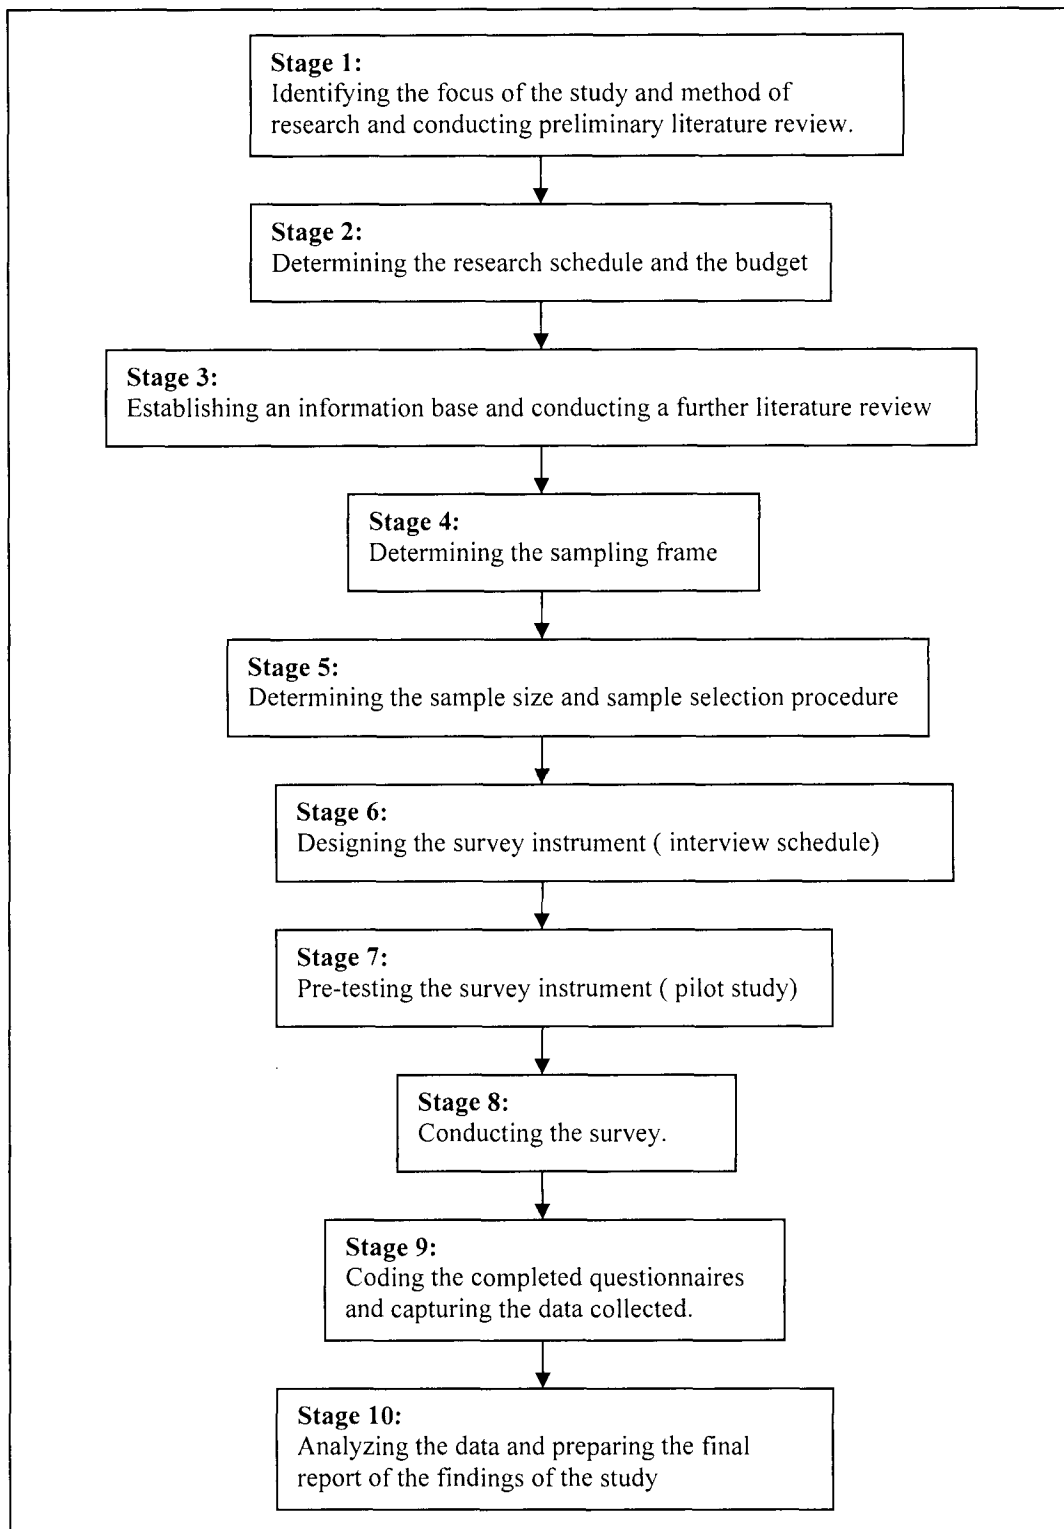 Stage 1:
Identifying the focus of the study and method of
research and conducting preliminary literature review.
Stage 2:
Determining the research schedule and the budget
Stage 3:
Establishing an information base and conducting a further literature review
Stage 4:
Determining the sampling frame
Stage 5:
Determining the sample size and sample selection procedure
Stage 6:
Designing the survey instrument ( interview schedule)
Stage 7:
Pre-testing the survey instrument ( pilot study)
Stage 8:
Conducting the survey.
Stage 9:
Coding the completed questionnaires
and capturing the data collected.
Stage 10:
Analyzing the data and preparing the final
report of the findings of the study